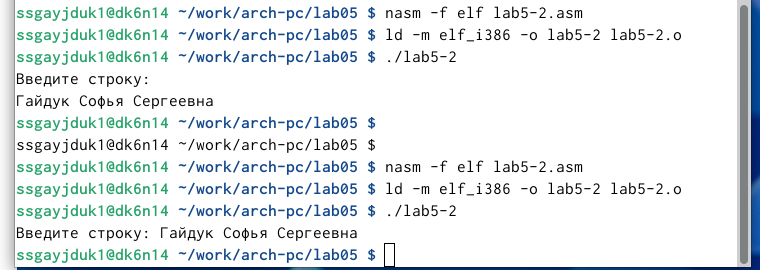 ssgayjduk1@dk6n14 ~/work/arch-pc/lab05 $ nasm -f elf lab5-2.asm
ssgayjduk1@dk6n14 ~/work/arch-pc/lab05 $ ld -m elf_i386 -o lab5-2 lab5-2.o
ssgayjduk1@dk6n14 ~/work/arch-pc/lab05 $ ./lab5-2
Введите строку:
Гайдук Софья Сергеевна
ssgayjduk1@dk6n14 ~/work/arch-pc/lab05 $
ssgayjduk1@dk6n14 ~/work/arch-pc/lab05 $
ssgayjduk1@dk6n14 ~/work/arch-pc/lab05 $ nasm -f elf lab5-2.asm
ssgayjduk1@dk6n14 ~/work/arch-pc/lab05 $ ld -m elf_i386 -o lab5-2 lab5-2.o
ssgayjduk1@dk6n14 ~/work/arch-pc/lab05 $ ./lab5-2
Введите строку: Гайдук Софья Сергеевна
ssgayjduk1@dk6n14 ~/work/arch-pc/lab05 $